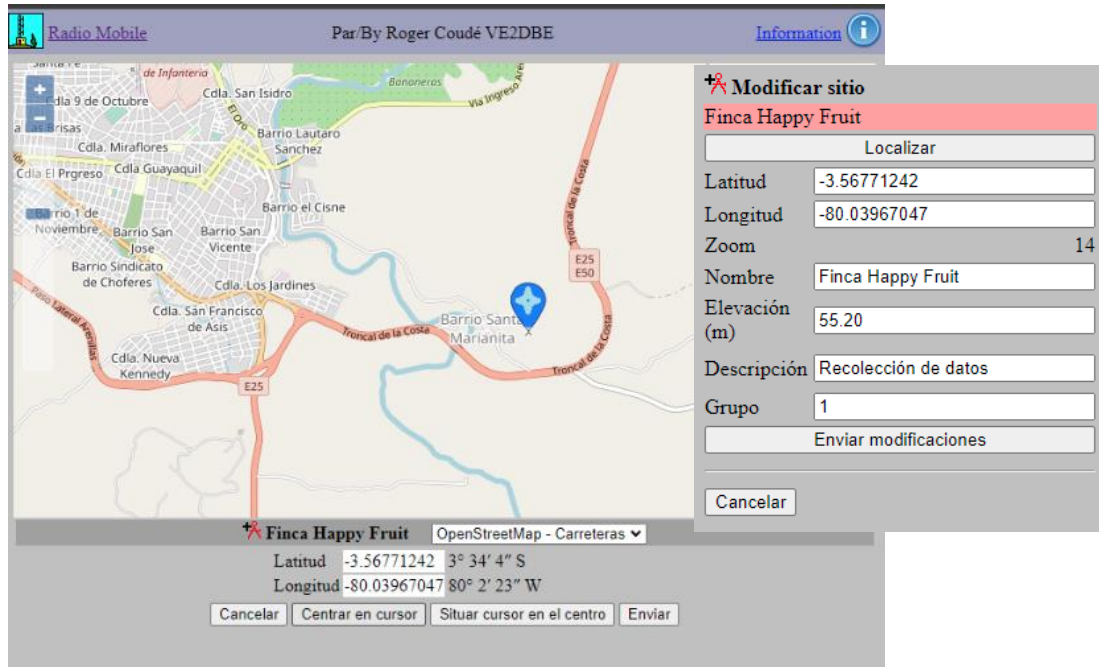 Radio Mobile
Par/By Roger Coudé VE2DBE
Information
de Infanteria
Cdla. San Isidro
Bananeras
Via Ingreso
El Oro
dla 9 de Octubre
a Las Brisas
Barrio Lautaro
Sanchez
Cdla. Miraflores
Cdla El Prgreso
Cdla Guayaquil
Troncal de la Costa
Barrio 1 de
Noviembre
Barrio el Cisne
Barrio San
Jose
Barrio San
Vicente
E25
E50
Barrio Sindicato
de Choferes
Cdla. Los Jardines
Paso Lateral Arenillas
Cdla. San Francisco
de Asis
Troncal de la Costa
Barrio Santa
Marianita
Troncal de la Costa
Cdla. Nueva
Kennedy
E25
Finca Happy Fruit
OpenStreetMap - Carreteras
Latitud -3.56771242 3° 34′ 4″ S
Longitud -80.03967047 80° 2′ 23″ W
Cancelar Centrar en cursor Situar cursor en el centro Enviar
Modificar sitio
Finca Happy Fruit
Localizar
Latitud -3.56771242
Longitud -80.03967047
Zoom 14
Nombre Finca Happy Fruit
Elevación
(m) 55.20
Descripción Recolección de datos
Grupo 1
Enviar modificaciones
Cancelar